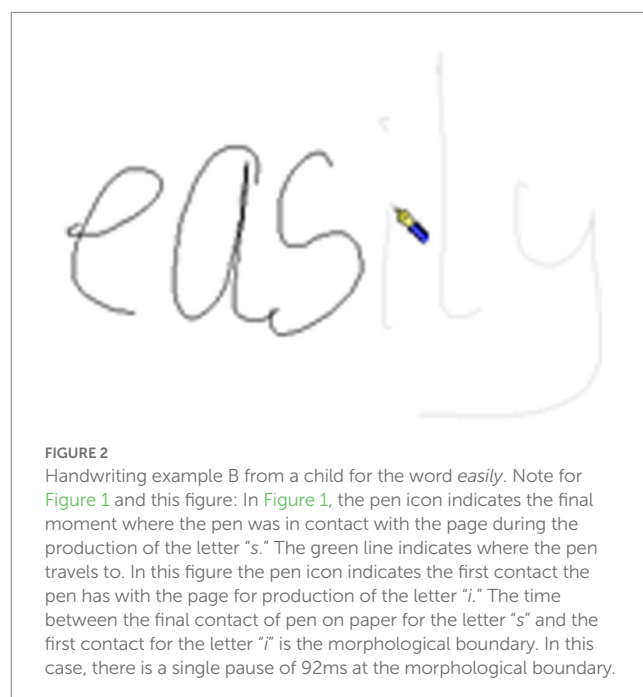 easily
FIGURE 2
Handwriting example B from a child for the word easily. Note for
Figure 1 and this figure: In Figure 1, the pen icon indicates the final
moment where the pen was in contact with the page during the
production of the letter “s.” The green line indicates where the pen
travels to. In this figure the pen icon indicates the first contact the
pen has with the page for production of the letter “i.” The time
between the final contact of pen on paper for the letter “s” and the
first contact for the letter “i” is the morphological boundary. In this
case, there is a single pause of 92ms at the morphological boundary.